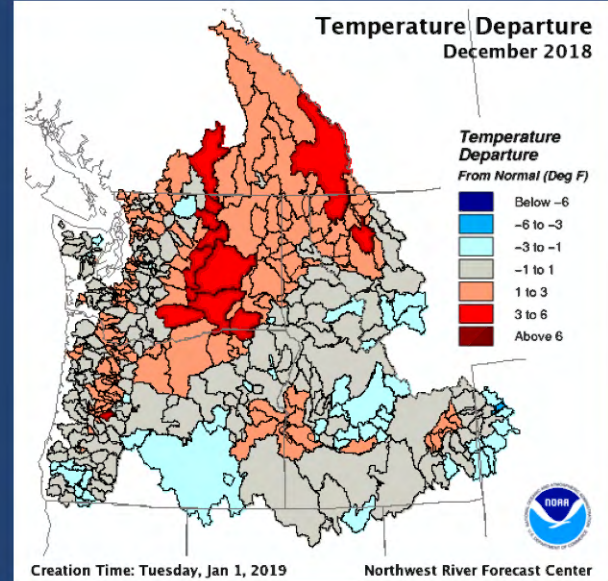 Temperature Departure
December 2018
Temperature
Departure
From Normal (Deg F)
Below −6
−6 to −3
−3 to −1
−1 to 1
1 to 3
3 to 6
Above 6
NOAA
Creation Time: Tuesday, Jan 1, 2019
Northwest River Forecast Center